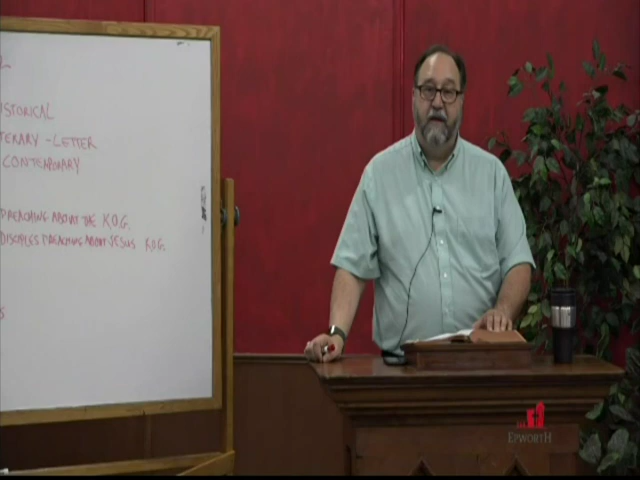 L
ISTORICAL
TERARY - LETTER
CONTEMPORARY
PREACHING ABOUT THE K.O.G.
DISCIPLES PREACHING ABOUT JESUS K.O.G.
S
EPWORTH